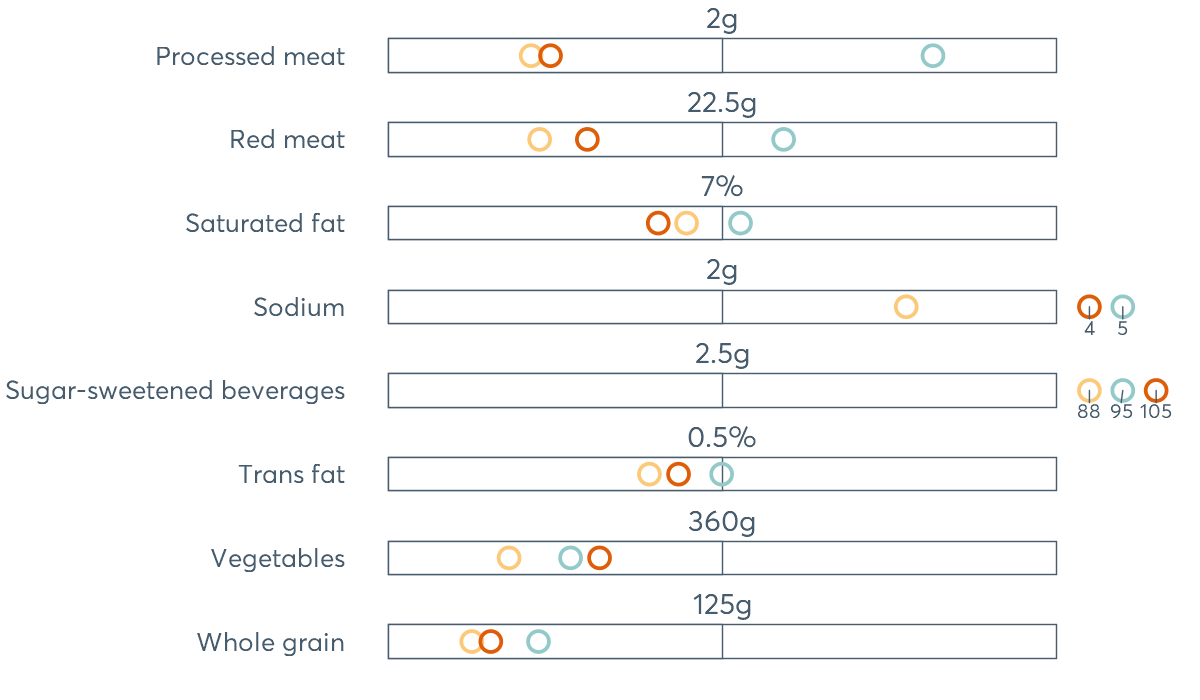 2g
Processed meat
22.5g
Red meat
7%
Saturated fat
2g
Sodium
4 5
2.5g
Sugar-sweetened beverages
88 95 105
0.5%
Trans fat
360g
Vegetables
125g
Whole grain